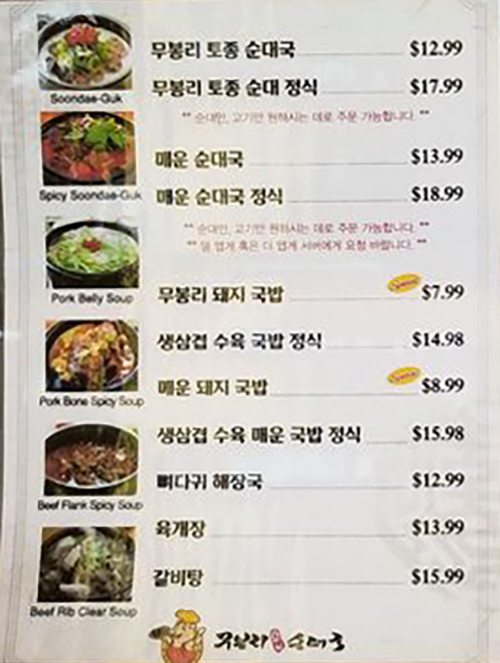 무봉리 토종 순대국 $12.99
무봉리 토종 순대 정식 $17.99
Soondae-Guk
** 순대만, 고기만 원하시는 데로 주문 가능합니다. **
매운 순대국 $13.99
매운 순대국 정식 $18.99
Spicy Soondae-Guk
** 순대만, 고기만 원하시는 데로 주문 가능합니다. **
** 덜 맵게 혹은 더 맵게 서버에게 요청 바랍니다. **
Pork Belly Soup
무봉리 돼지 국밥 $7.99
생삼겹 수육 국밥 정식 $14.98
매운 돼지 국밥 $8.99
Pork Bone Spicy Soup
생삼겹 수육 매운 국밥 정식 $15.98
뼈다귀 해장국 $12.99
Beef Flank Spicy Soup
육개장 $13.99
갈비탕 $15.99
Beef Rib Clear Soup
무봉리 순대국